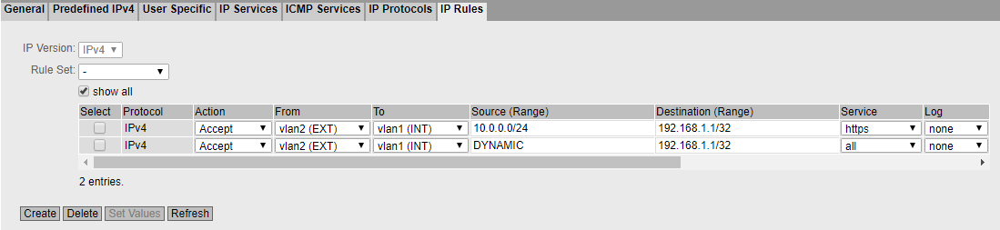 General Predefined IPv4 User Specific IP Services ICMP Services IP Protocols IP Rules
IP Version: IPv4
Rule Set: -
show all
Select Protocol Action From To Source (Range) Destination (Range) Service Log
IPv4 Accept vlan2 (EXT) vlan1 (INT) 10.0.0.0/24 192.168.1.1/32 https none
IPv4 Accept vlan2 (EXT) vlan1 (INT) DYNAMIC 192.168.1.1/32 all none
2 entries.
Create Delete Set Values Refresh